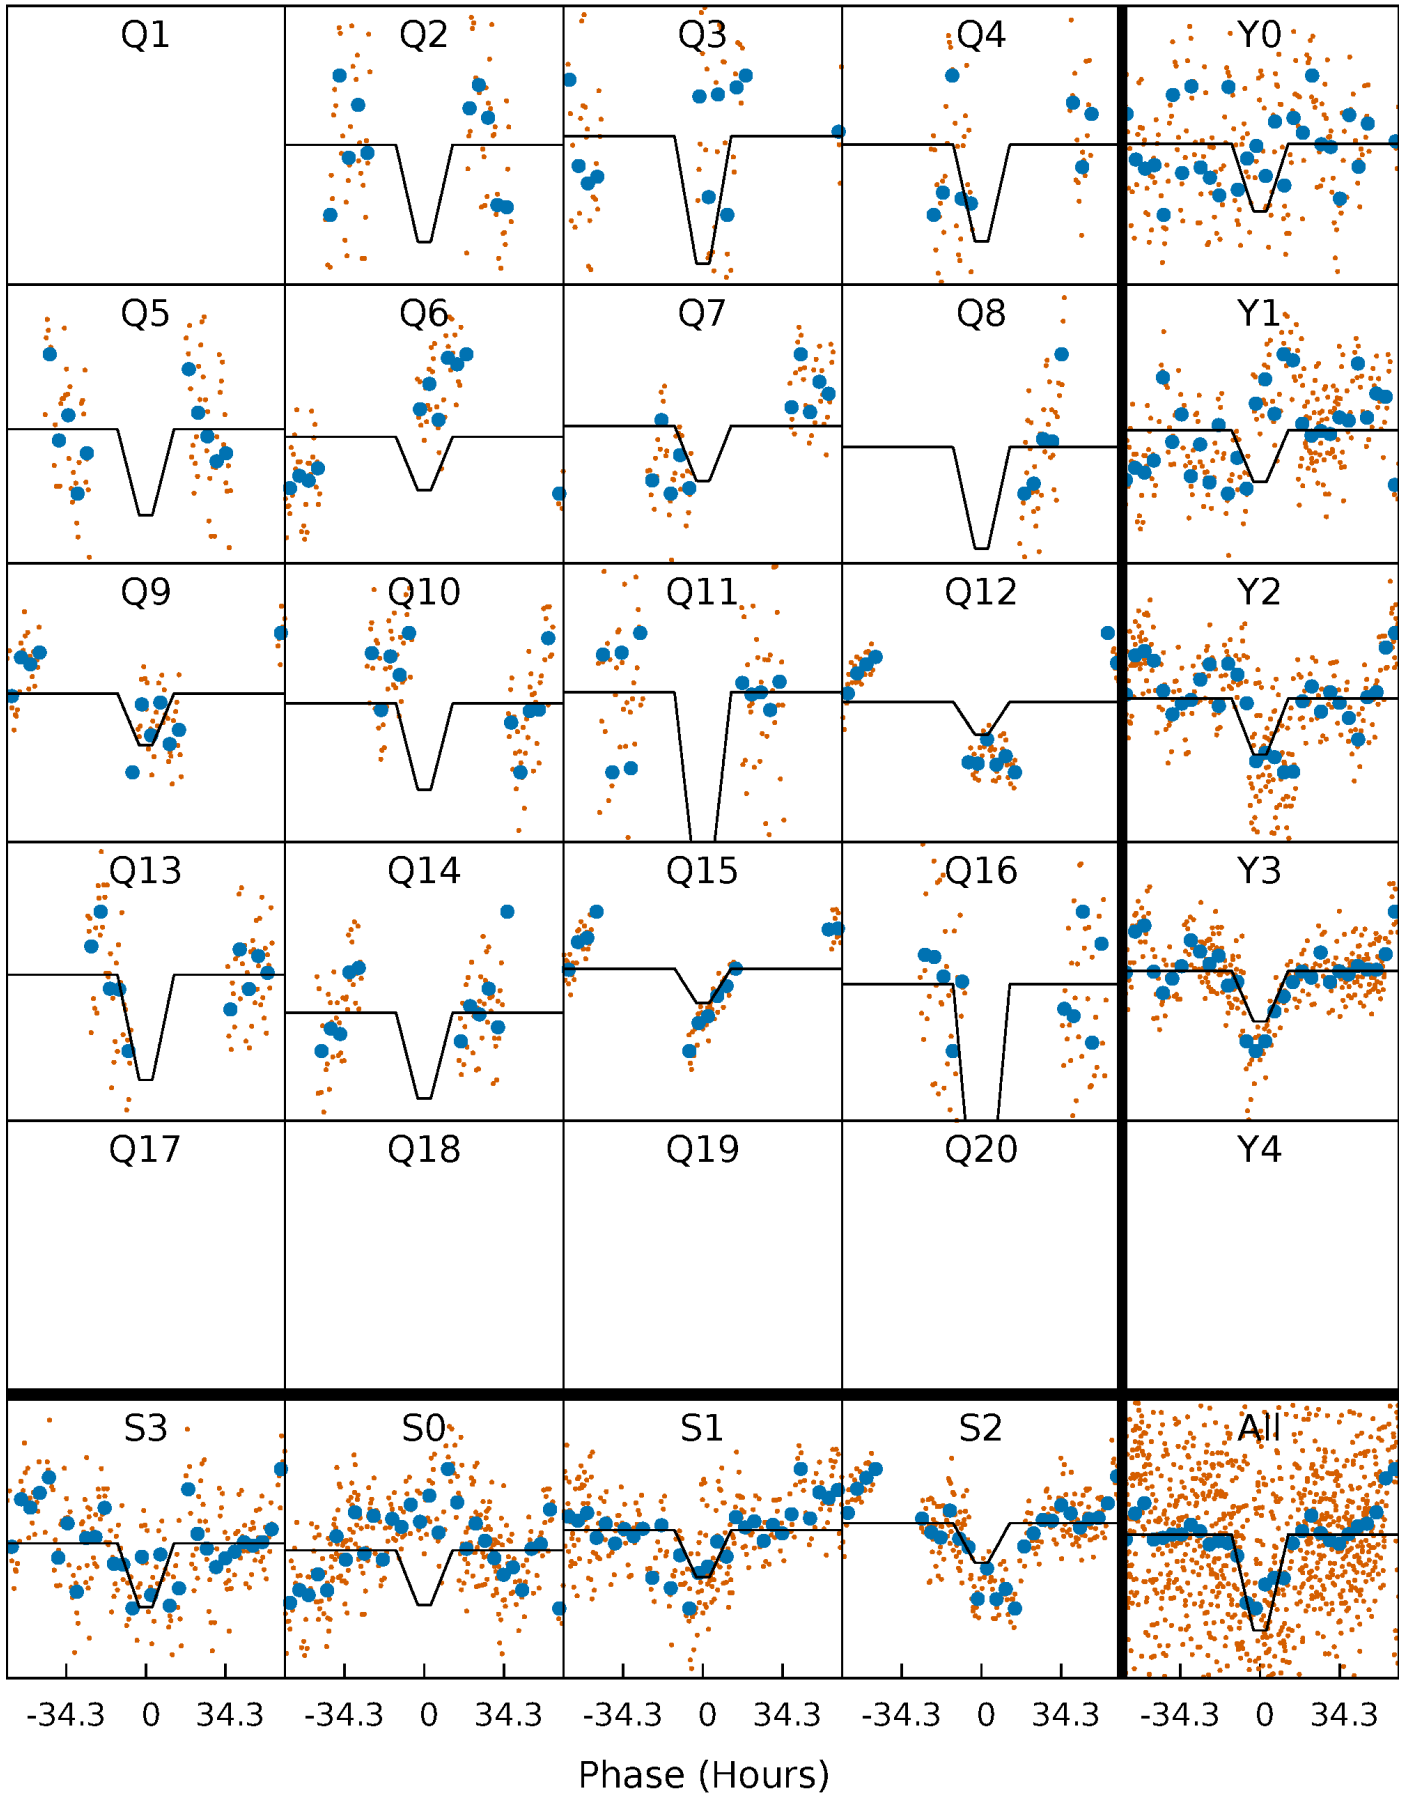 Q1 Q2 Q3 Q4 Y0
Q5 Q6 Q7 Q8 Y1
Q9 Q10 Q11 Q12 Y2
Q13 Q14 Q15 Q16 Y3
Q17 Q18 Q19 Q20 Y4
S3 S0 S1 S2 All
-34.3 0 34.3 -34.3 0 34.3 -34.3 0 34.3 -34.3 0 34.3 -34.3 0 34.3
Phase (Hours)